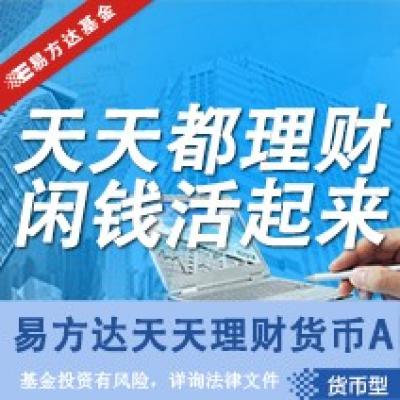 易方达基金
天天都理财
闲钱活起来
易方达天天理财货币A
基金投资有风险，详询法律文件
货币型